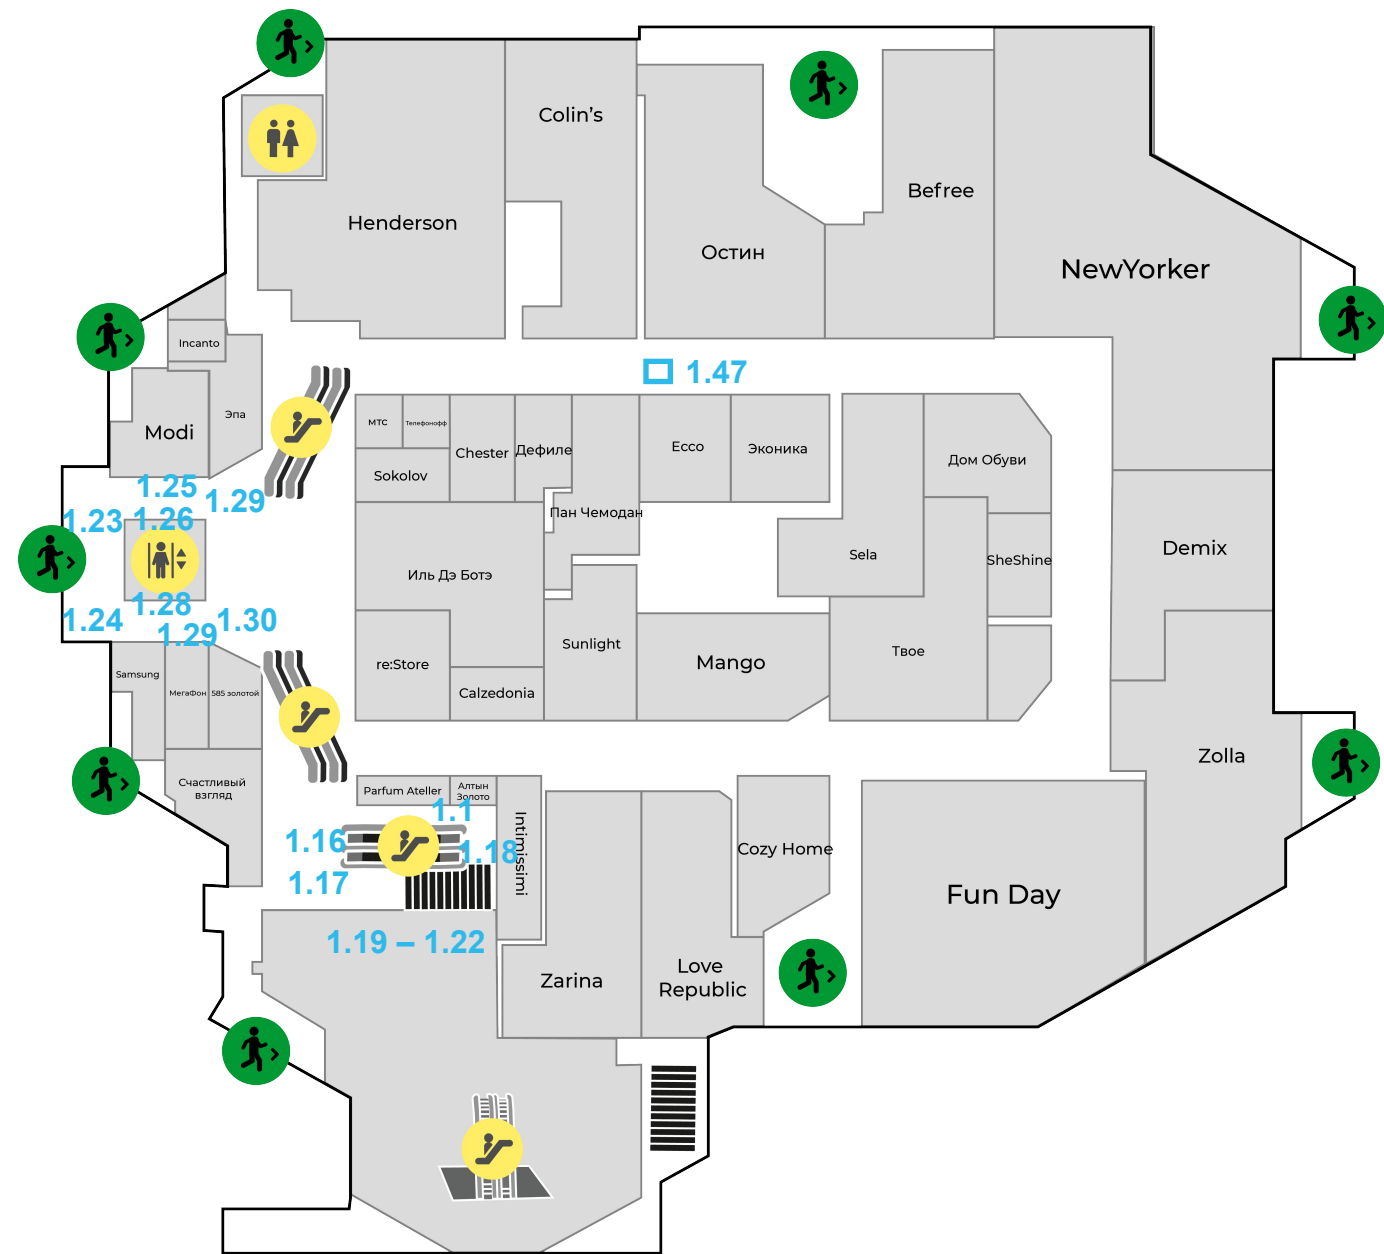 Colin’s
Befree
Henderson
Остин
NewYorker
Incanto
1.47
Эпа
Modi
мтс
Телефонофф
Chester
Дефиле
Ecco
Эконика
Дом Обуви
Sokolov
1.25
1.29
1.23
1.26
Пан Чемодан
Sela
SheShine
Demix
Иль Дэ Ботэ
1.28
1.24
1.30
1.29
Sunlight
Mango
Твое
re:Store
Samsung
МегаФон
585 золотой
Calzedonia
Zolla
Счастливый
взгляд
Parfum Ateller
Алтын
Золото
1.1
1.16
1.18
Intimissimi
Cozy Home
1.17
Fun Day
1.19 – 1.22
Zarina
Love
Republic